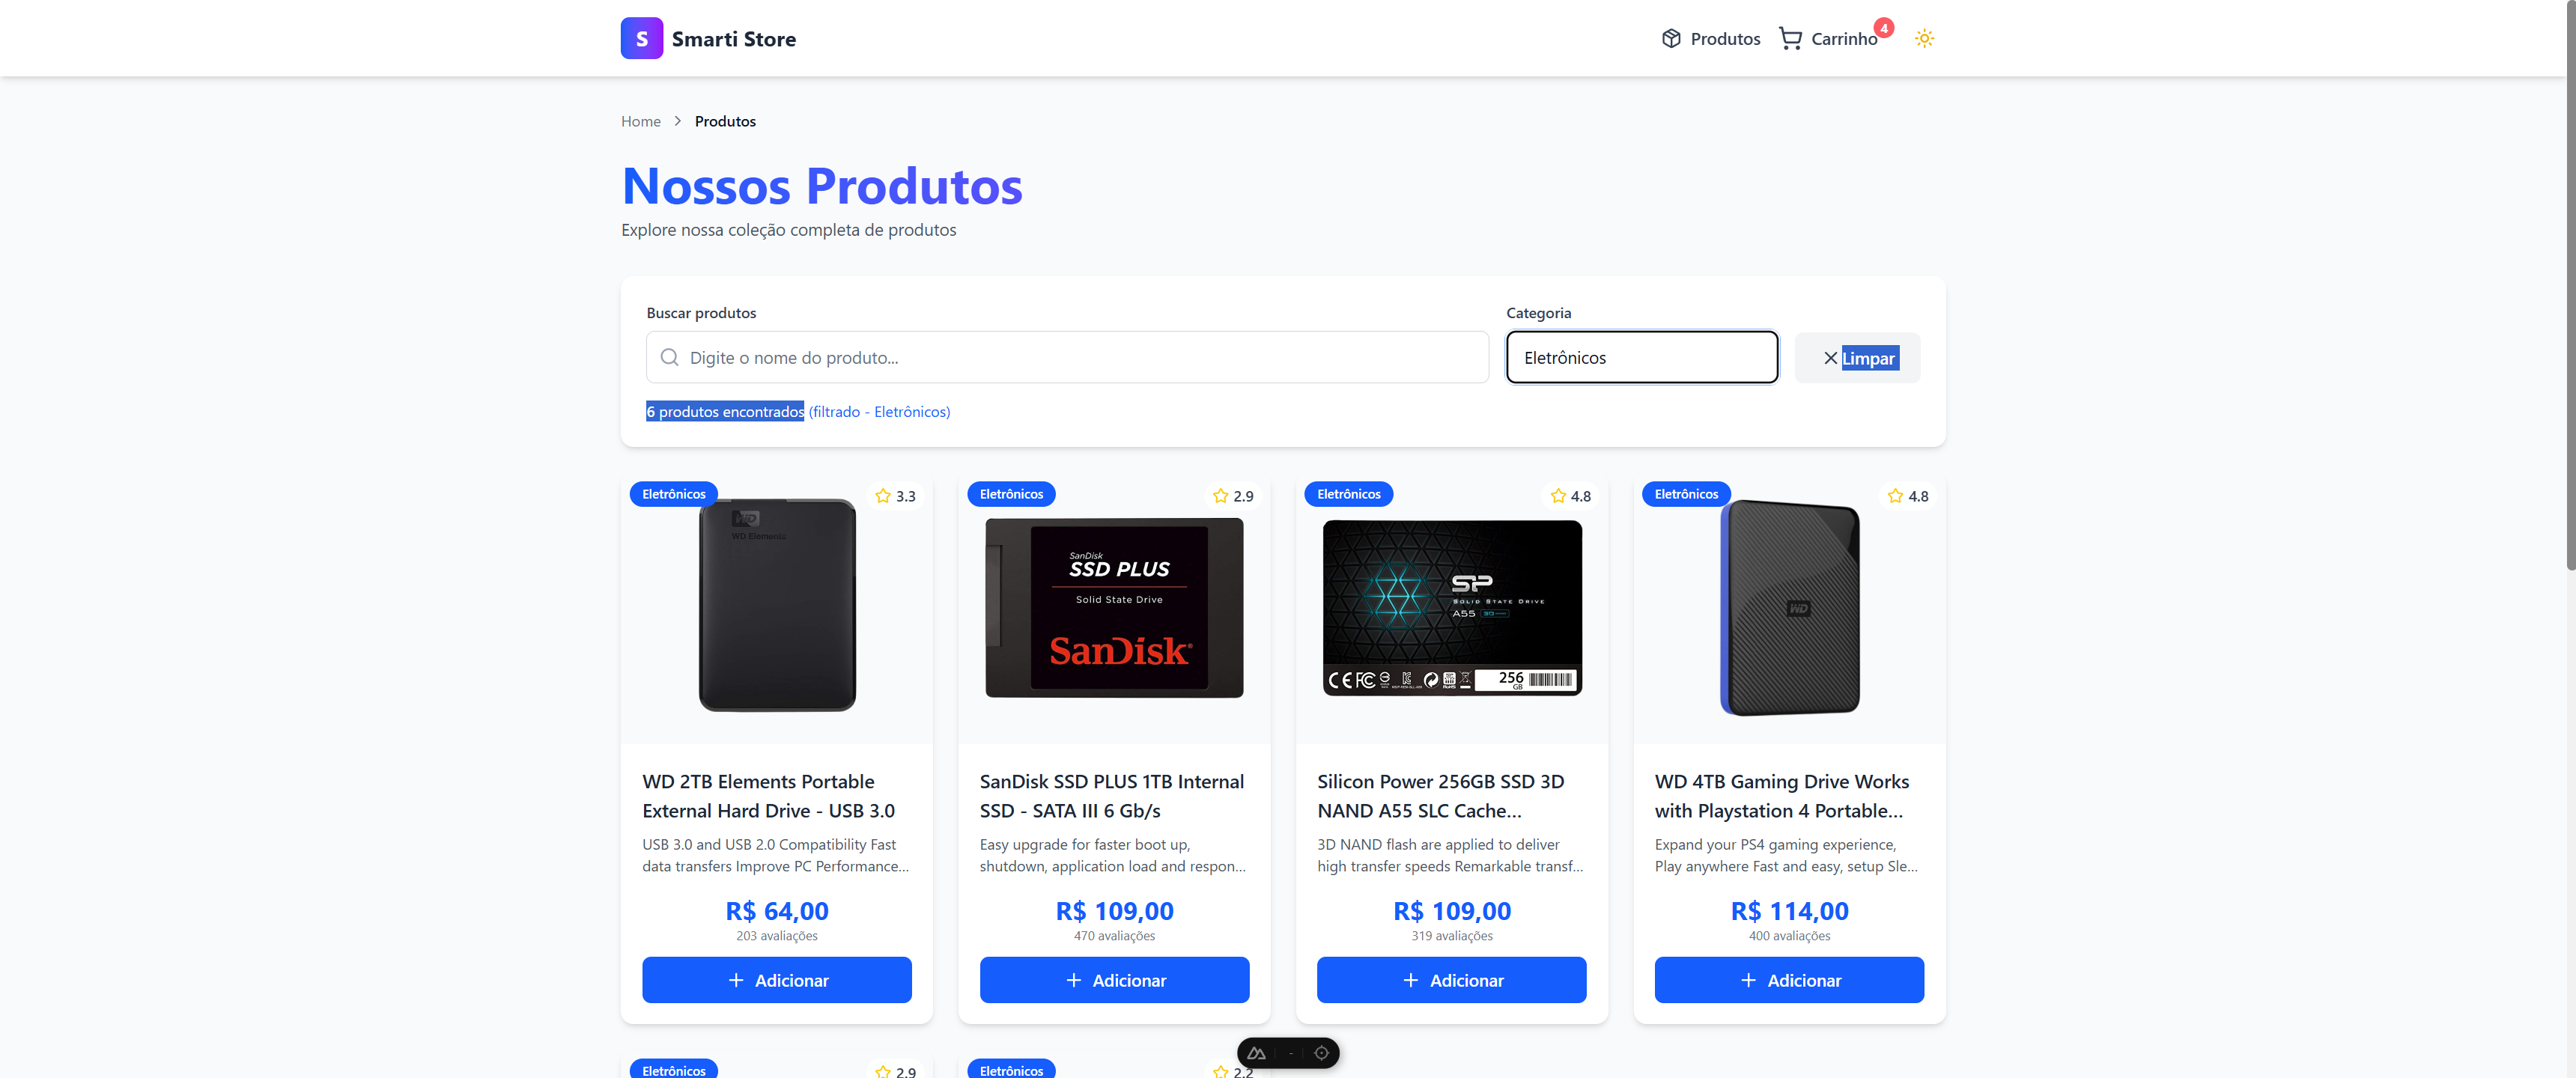 S Smarti Store
Produtos
Carrinho 4
Home > Produtos
Nossos Produtos
Explore nossa coleção completa de produtos
Buscar produtos
Categoria
Digite o nome do produto...
Eletrônicos
Limpar
6 produtos encontrados (filtrado - Eletrônicos)
Eletrônicos
3.3
WD
WD Elements
WD 2TB Elements Portable
External Hard Drive - USB 3.0
USB 3.0 and USB 2.0 Compatibility Fast
data transfers Improve PC Performance...
R$ 64,00
203 avaliações
Adicionar
Eletrônicos
2.9
SanDisk
SSD PLUS
Solid State Drive
SanDisk
SanDisk SSD PLUS 1TB Internal
SSD - SATA III 6 Gb/s
Easy upgrade for faster boot up,
shutdown, application load and respon...
R$ 109,00
470 avaliações
Adicionar
Eletrônicos
4.8
SP
SOLID STATE DRIVE
A55 3D
CE FC
256
GB
Silicon Power 256GB SSD 3D
NAND A55 SLC Cache...
3D NAND flash are applied to deliver
high transfer speeds Remarkable transf...
R$ 109,00
319 avaliações
Adicionar
Eletrônicos
4.8
WD
WD 4TB Gaming Drive Works
with Playstation 4 Portable...
Expand your PS4 gaming experience,
Play anywhere Fast and easy, setup Sle...
R$ 114,00
400 avaliações
Adicionar
Eletrônicos
2.9
Eletrônicos
2.2
-